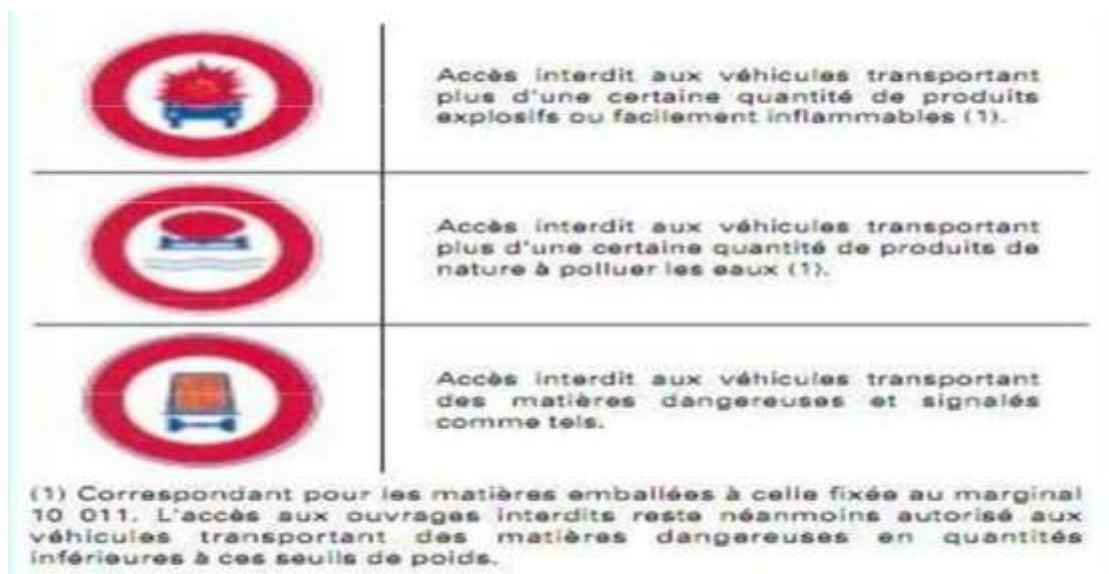 Accès interdit aux véhicules transportant
plus d'une certaine quantité de produits
explosifs ou facilement inflammables (1).
Accès interdit aux véhicules transportant
plus d'une certaine quantité de produits de
nature à polluer les eaux (1).
Accès interdit aux véhicules transportant
des matières dangereuses et signalés
comme tels.
(1) Correspondant pour les matières emballées à celle fixée au marginal
10 011. L'accès aux ouvrages interdits reste néanmoins autorisé aux
véhicules transportant des matières dangereuses en quantités
inférieures à ces seuils de poids.